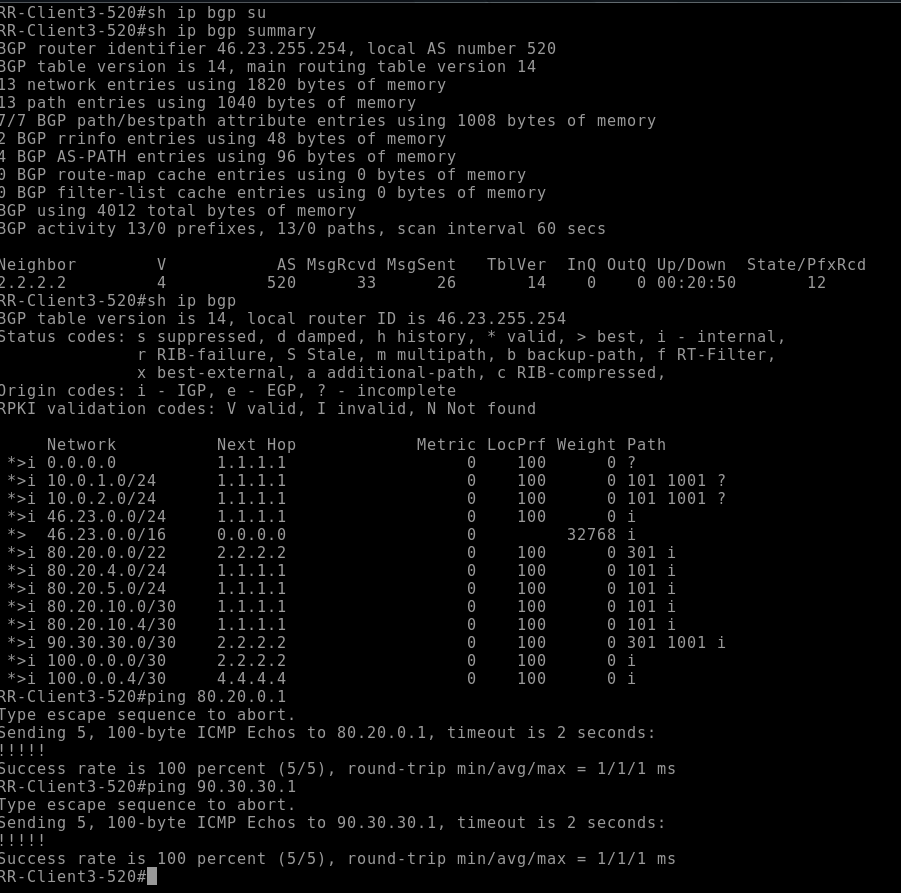 RR-Client3-520#sh ip bgp su
RR-Client3-520#sh ip bgp summary
BGP router identifier 46.23.255.254, local AS number 520
BGP table version is 14, main routing table version 14
13 network entries using 1820 bytes of memory
13 path entries using 1040 bytes of memory
7/7 BGP path/bestpath attribute entries using 1008 bytes of memory
2 BGP rrinfo entries using 48 bytes of memory
4 BGP AS-PATH entries using 96 bytes of memory
0 BGP route-map cache entries using 0 bytes of memory
0 BGP filter-list cache entries using 0 bytes of memory
BGP using 4012 total bytes of memory
BGP activity 13/0 prefixes, 13/0 paths, scan interval 60 secs

Neighbor        V           AS MsgRcvd MsgSent   TblVer  InQ OutQ Up/Down  State/PfxRcd
2.2.2.2         4          520      33      26       14    0    0 00:20:50       12
RR-Client3-520#sh ip bgp
BGP table version is 14, local router ID is 46.23.255.254
Status codes: s suppressed, d damped, h history, * valid, > best, i - internal,
              r RIB-failure, S Stale, m multipath, b backup-path, f RT-Filter,
              x best-external, a additional-path, c RIB-compressed,
Origin codes: i - IGP, e - EGP, ? - incomplete
RPKI validation codes: V valid, I invalid, N Not found

     Network          Next Hop            Metric LocPrf Weight Path
 *>i 0.0.0.0          1.1.1.1                  0    100      0 ?
 *>i 10.0.1.0/24      1.1.1.1                  0    100      0 101 1001 ?
 *>i 10.0.2.0/24      1.1.1.1                  0    100      0 101 1001 ?
 *>i 46.23.0.0/24     1.1.1.1                  0    100      0 i
 *>  46.23.0.0/16     0.0.0.0                  0         32768 i
 *>i 80.20.0.0/22     2.2.2.2                  0    100      0 301 i
 *>i 80.20.4.0/24     1.1.1.1                  0    100      0 101 i
 *>i 80.20.5.0/24     1.1.1.1                  0    100      0 101 i
 *>i 80.20.10.0/30    1.1.1.1                  0    100      0 101 i
 *>i 80.20.10.4/30    1.1.1.1                  0    100      0 101 i
 *>i 90.30.30.0/30    2.2.2.2                  0    100      0 301 1001 i
 *>i 100.0.0.0/30     2.2.2.2                  0    100      0 i
 *>i 100.0.0.4/30     4.4.4.4                  0    100      0 i
RR-Client3-520#ping 80.20.0.1
Type escape sequence to abort.
Sending 5, 100-byte ICMP Echos to 80.20.0.1, timeout is 2 seconds:
!!!!!
Success rate is 100 percent (5/5), round-trip min/avg/max = 1/1/1 ms
RR-Client3-520#ping 90.30.30.1
Type escape sequence to abort.
Sending 5, 100-byte ICMP Echos to 90.30.30.1, timeout is 2 seconds:
!!!!!
Success rate is 100 percent (5/5), round-trip min/avg/max = 1/1/1 ms
RR-Client3-520#